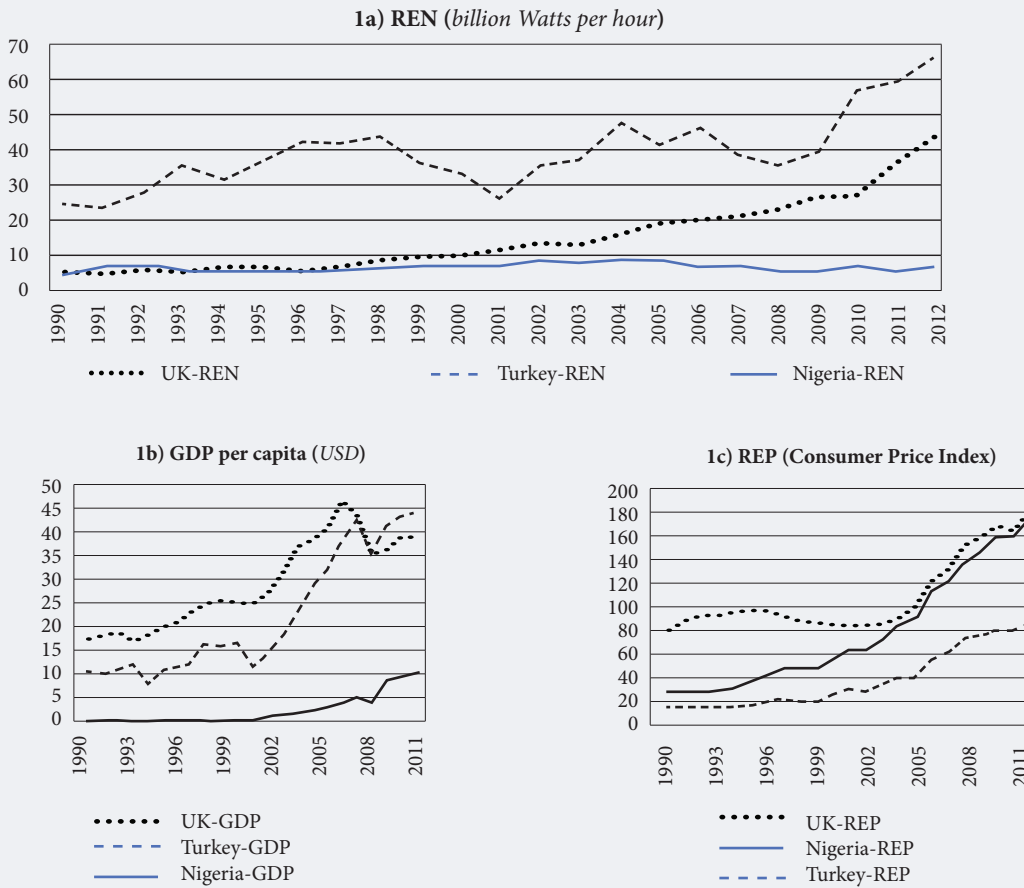 1a) REN (billion Watts per hour)
70
60
50
40
30
20
10
0
1990 1991 1992 1993 1994 1995 1996 1997 1998 1999 2000 2001 2002 2003 2004 2005 2006 2007 2008 2009 2010 2011 2012
UK-REN Turkey-REN Nigeria-REN
1b) GDP per capita (USD)
50
45
40
35
30
25
20
15
10
5
0
1990 1993 1996 1999 2002 2005 2008 2011
UK-GDP
Turkey-GDP
Nigeria-GDP
1c) REP (Consumer Price Index)
200
180
160
140
120
100
80
60
40
20
0
1990 1993 1996 1999 2002 2005 2008 2011
UK-REP
Nigeria-REP
Turkey-REP